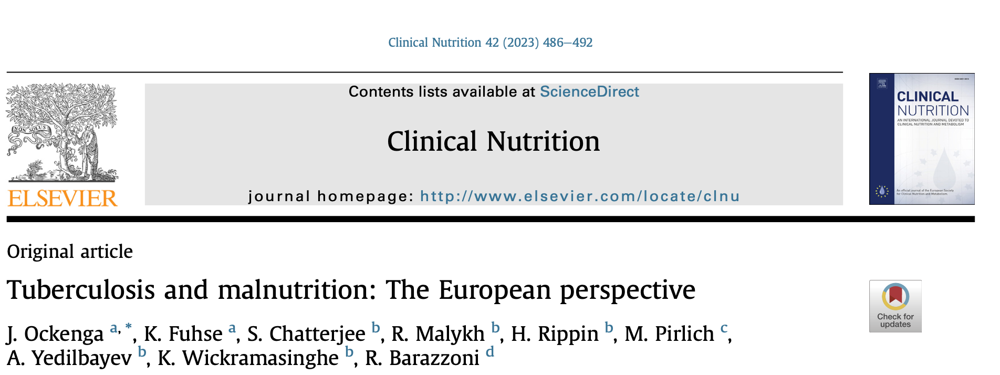 Clinical Nutrition 42 (2023) 486–492
NON SOLUS
ELSEVIER
Contents lists available at ScienceDirect
Clinical Nutrition
journal homepage: http://www.elsevier.com/locate/clnu
CLINICAL
NUTRITION
AN INTERNATIONAL JOURNAL DEVOTED TO
CLINICAL NUTRITION AND METABOLISM
An official journal of the European Society
for Clinical Nutrition and Metabolism.
Original article
Tuberculosis and malnutrition: The European perspective
Check for
updates
J. Ockenga a, *, K. Fuhse a, S. Chatterjee b, R. Malykh b, H. Rippin b, M. Pirlich c,
A. Yedilbayev b, K. Wickramasinghe b, R. Barazzoni d